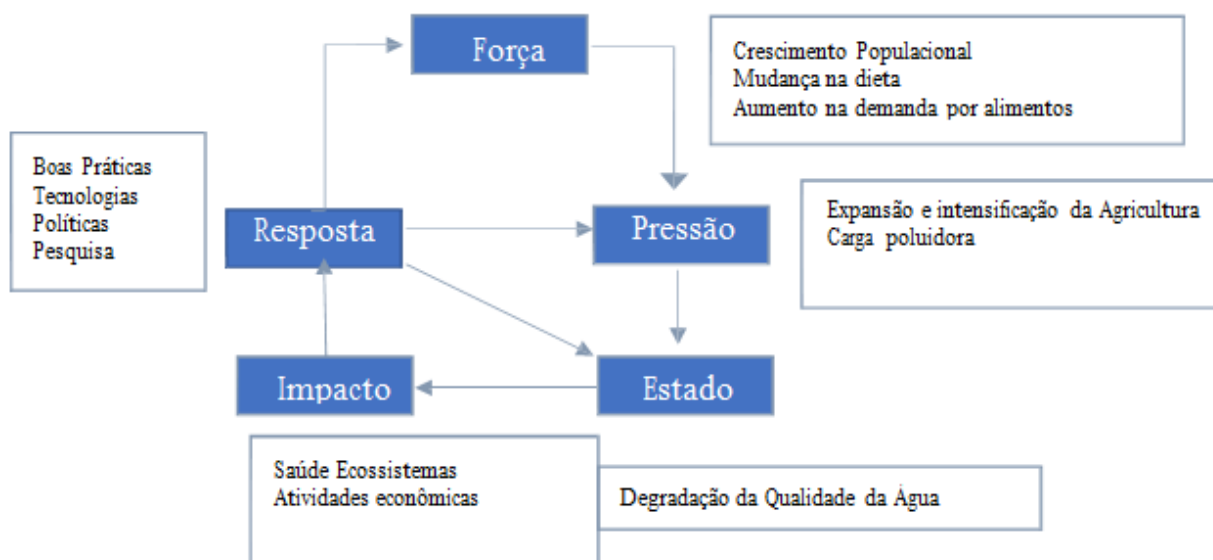 Força
Crescimento Populacional
Mudança na dieta
Aumento na demanda por alimentos
Boas Práticas
Tecnologias
Políticas
Pesquisa
Resposta
Pressão
Expansão e intensificação da Agricultura
Carga poluidora
Impacto
Estado
Saúde Ecossistemas
Atividades econômicas
Degradação da Qualidade da Água